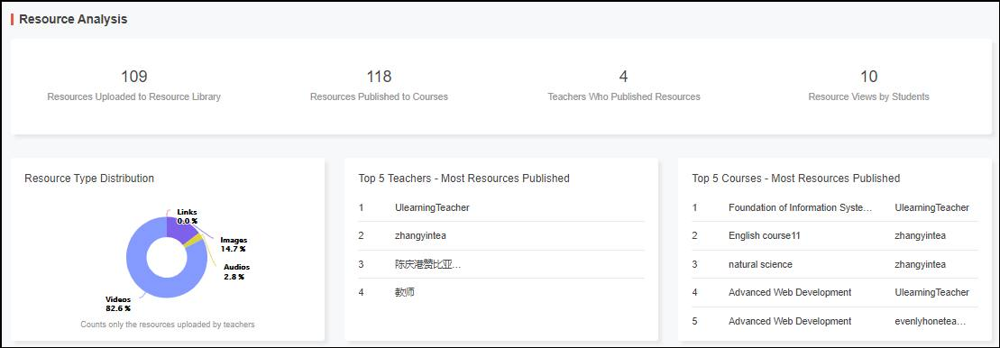 Resource Analysis
109
118
4
10
Resources Uploaded to Resource Library
Resources Published to Courses
Teachers Who Published Resources
Resource Views by Students
Resource Type Distribution
Links
0.0 %
Images
14.7 %
Audios
2.8 %
Videos
82.6 %
Counts only the resources uploaded by teachers
Top 5 Teachers - Most Resources Published
1 UlearningTeacher
2 zhangyintea
3 陈庆港赞比亚...
4 教师
Top 5 Courses - Most Resources Published
1 Foundation of Information Syste... UlearningTeacher
2 English course11 zhangyintea
3 natural science zhangyintea
4 Advanced Web Development UlearningTeacher
5 Advanced Web Development evenlyhonetea...